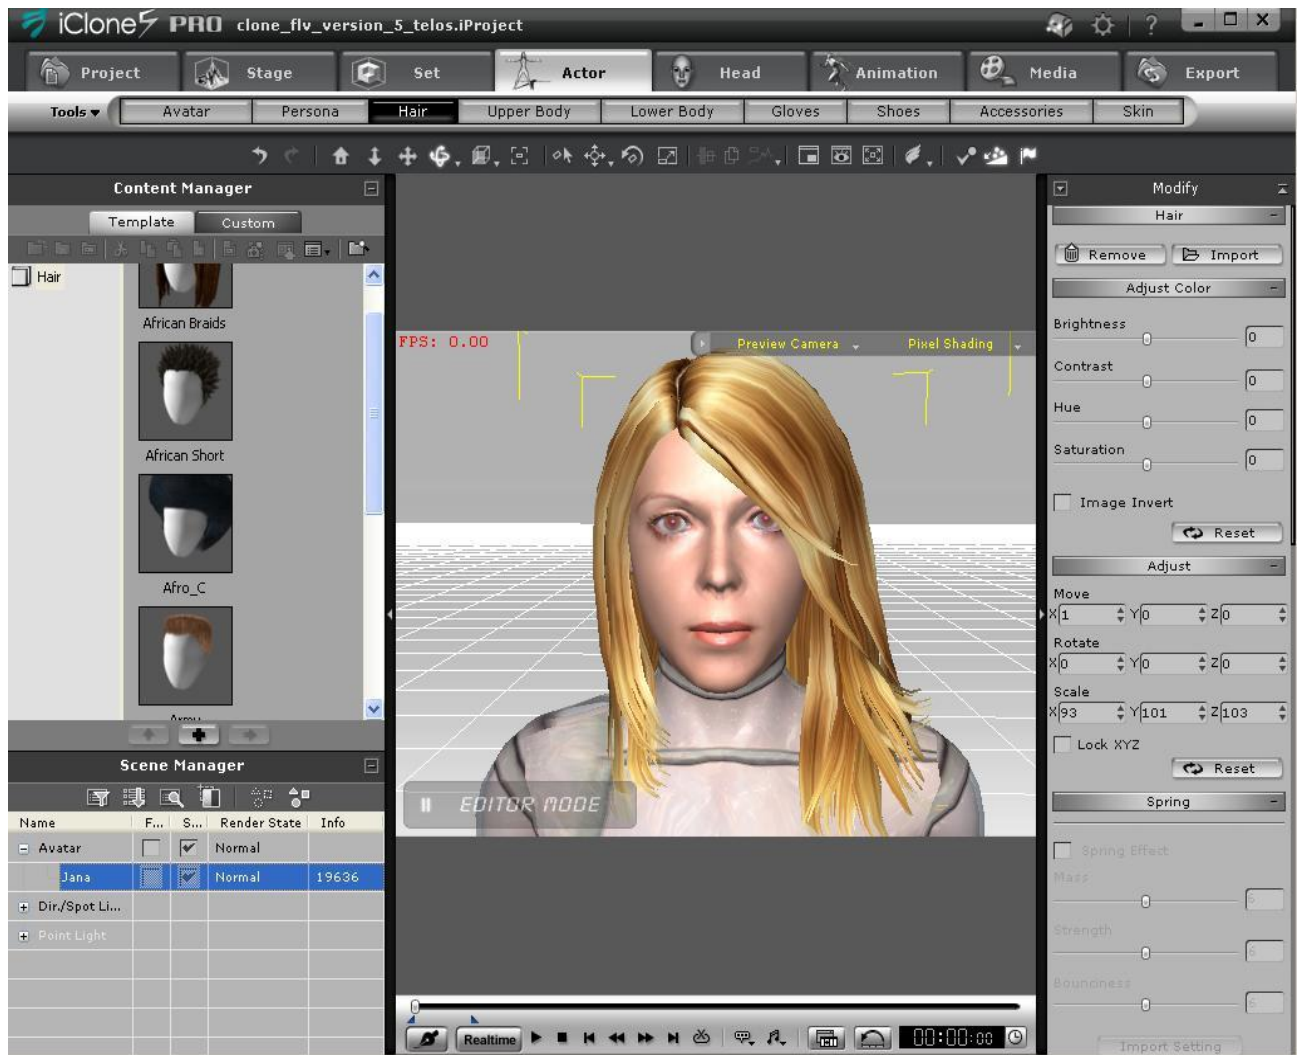 iClone5 PRO clone_flv_version_5_telos.iProject
Project Stage Set Actor Head Animation Media Export
Tools Avatar Persona Hair Upper Body Lower Body Gloves Shoes Accessories Skin
Content Manager
Template Custom
Hair
African Braids
African Short
Afro_C
Army
Scene Manager
Name F... S... Render State Info
Avatar Normal
Jana Normal 19636
Dir./Spot Li...
Point Light
FPS: 0.00 Preview Camera Pixel Shading
EDITOR MODE
Realtime 00:00:00
Modify
Hair
Remove Import
Adjust Color
Brightness
0
Contrast
0
Hue
0
Saturation
0
Image Invert
Reset
Adjust
Move
X 1 Y 0 Z 0
Rotate
X 0 Y 0 Z 0
Scale
X 93 Y 101 Z 103
Lock XYZ
Reset
Spring
Spring Effect
Mass
6
Strength
6
Bounciness
6
Import Setting